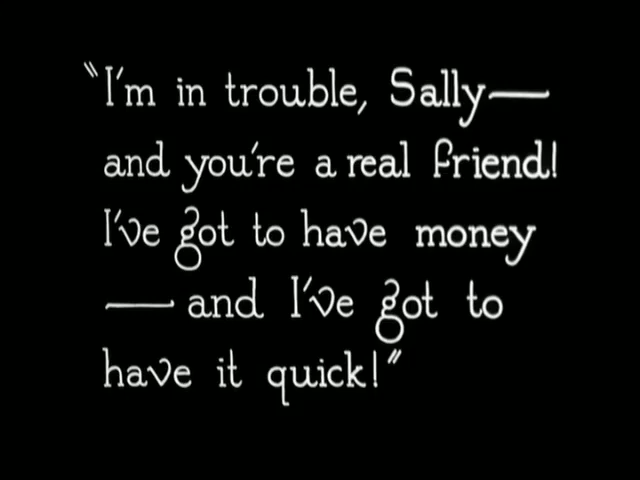 "I'm in trouble, Sally—
and you're a real friend!
I've got to have money
—and I've got to
have it quick!"